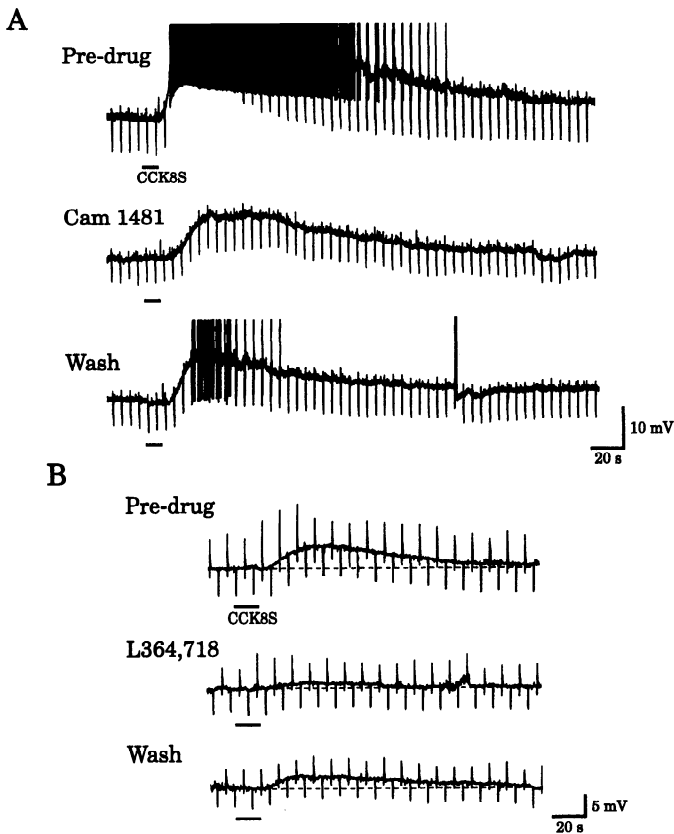 A
Pre-drug
CCK8S
Cam 1481
Wash
10 mV
20 s
B
Pre-drug
CCK8S
L364,718
Wash
5 mV
20 s